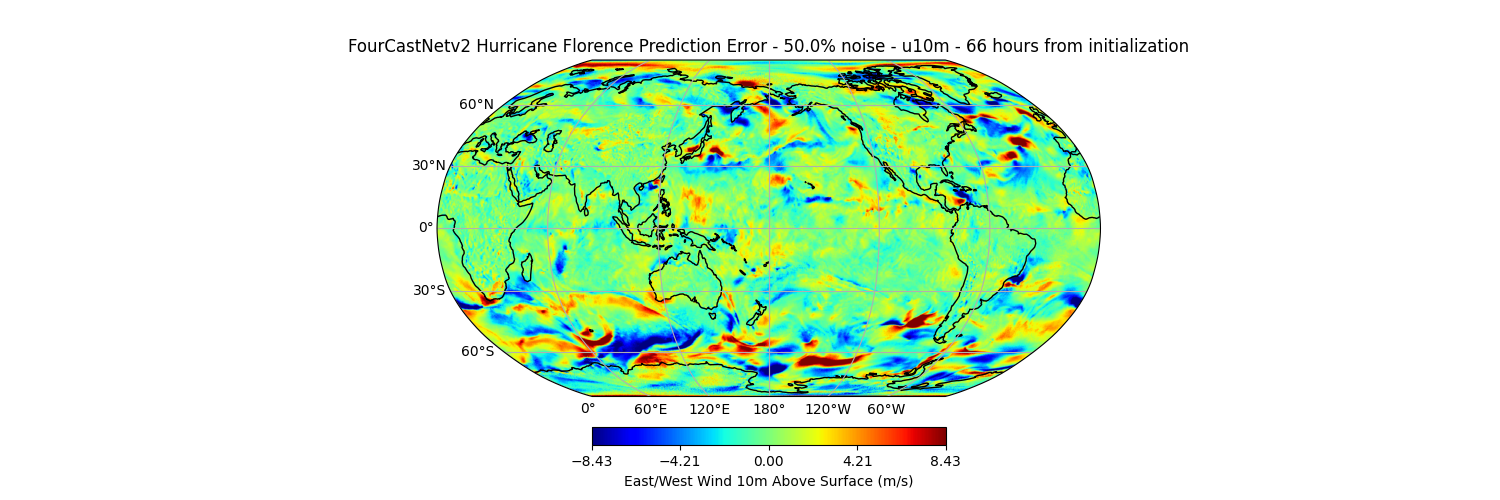 FourCastNetv2 Hurricane Florence Prediction Error - 50.0% noise - u10m - 66 hours from initialization
60°N
30°N
0°
30°S
60°S
0° 60°E 120°E 180° 120°W 60°W
−8.43 −4.21 0.00 4.21 8.43
East/West Wind 10m Above Surface (m/s)